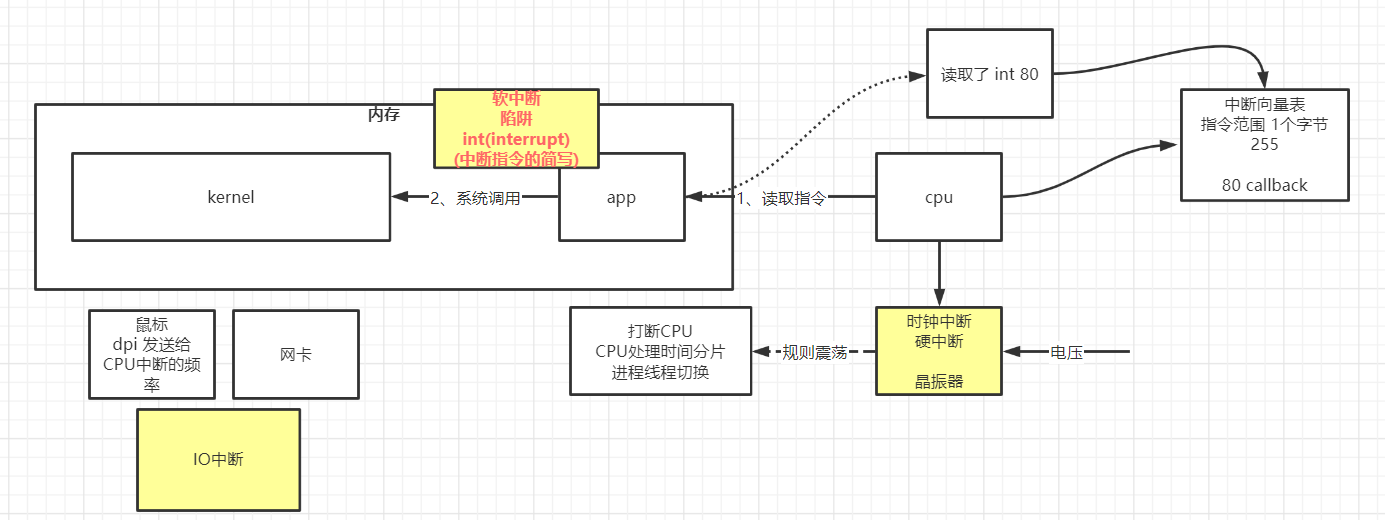 读取了 int 80
中断向量表
指令范围 1个字节
255
80 callback
内存
软中断
陷阱
int(interrupt)
(中断指令的简写)
kernel
2、系统调用
app
1、读取指令
cpu
鼠标
dpi 发送给
CPU中断的频
率
网卡
打断CPU
CPU处理时间分片
进程线程切换
规则震荡
时钟中断
硬中断
晶振器
电压
IO中断